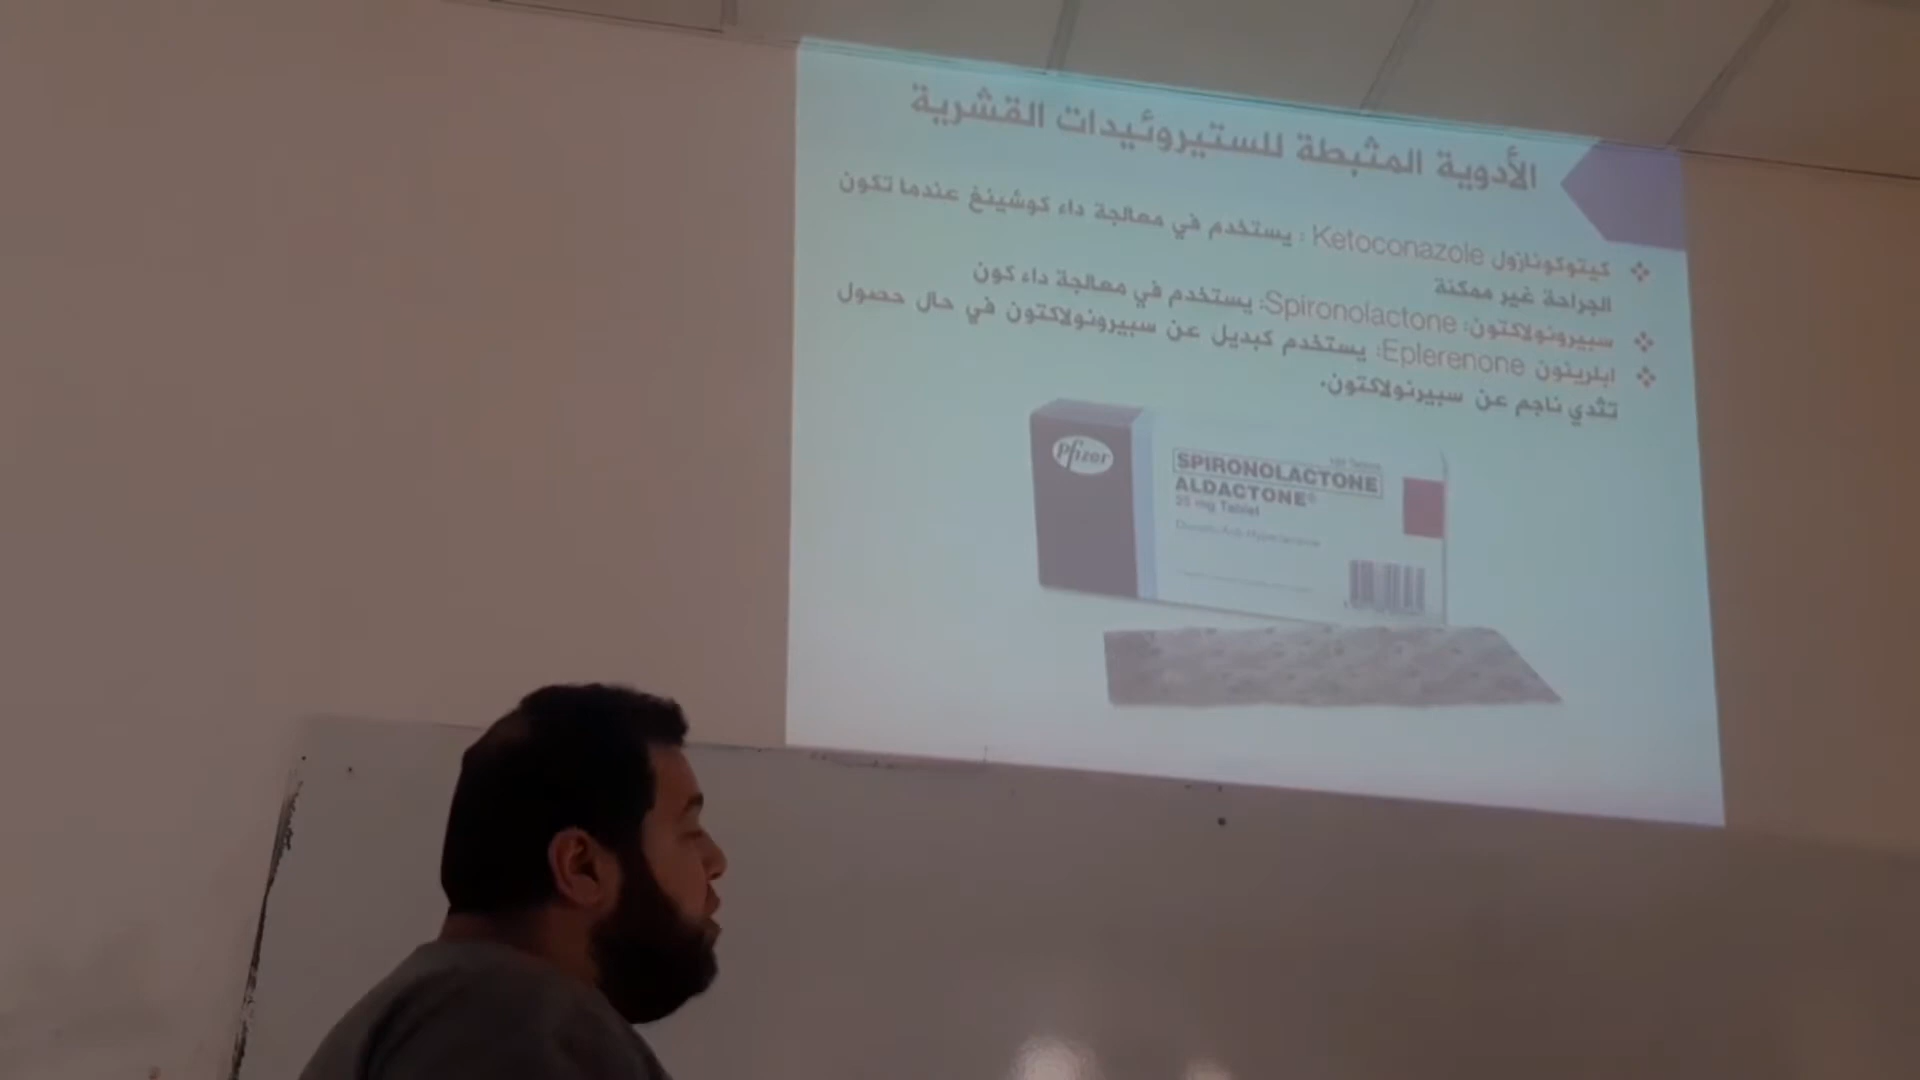 الأدوية المثبطة للستيروئيدات القشرية
❖ كيتوكونازول Ketoconazole : يستخدم في معالجة داء كوشينغ عندما تكون
الجراحة غير ممكنة
❖ سبيرونولاكتون: Spironolactone: يستخدم في معالجة داء كون
❖ ابلرينون Eplerenone: يستخدم كبديل عن سبيرونولاكتون في حال حصول
تثدي ناجم عن سبيرنولاكتون.
Pfizer
SPIRONOLACTONE
ALDACTONE®
25 mg Tablet